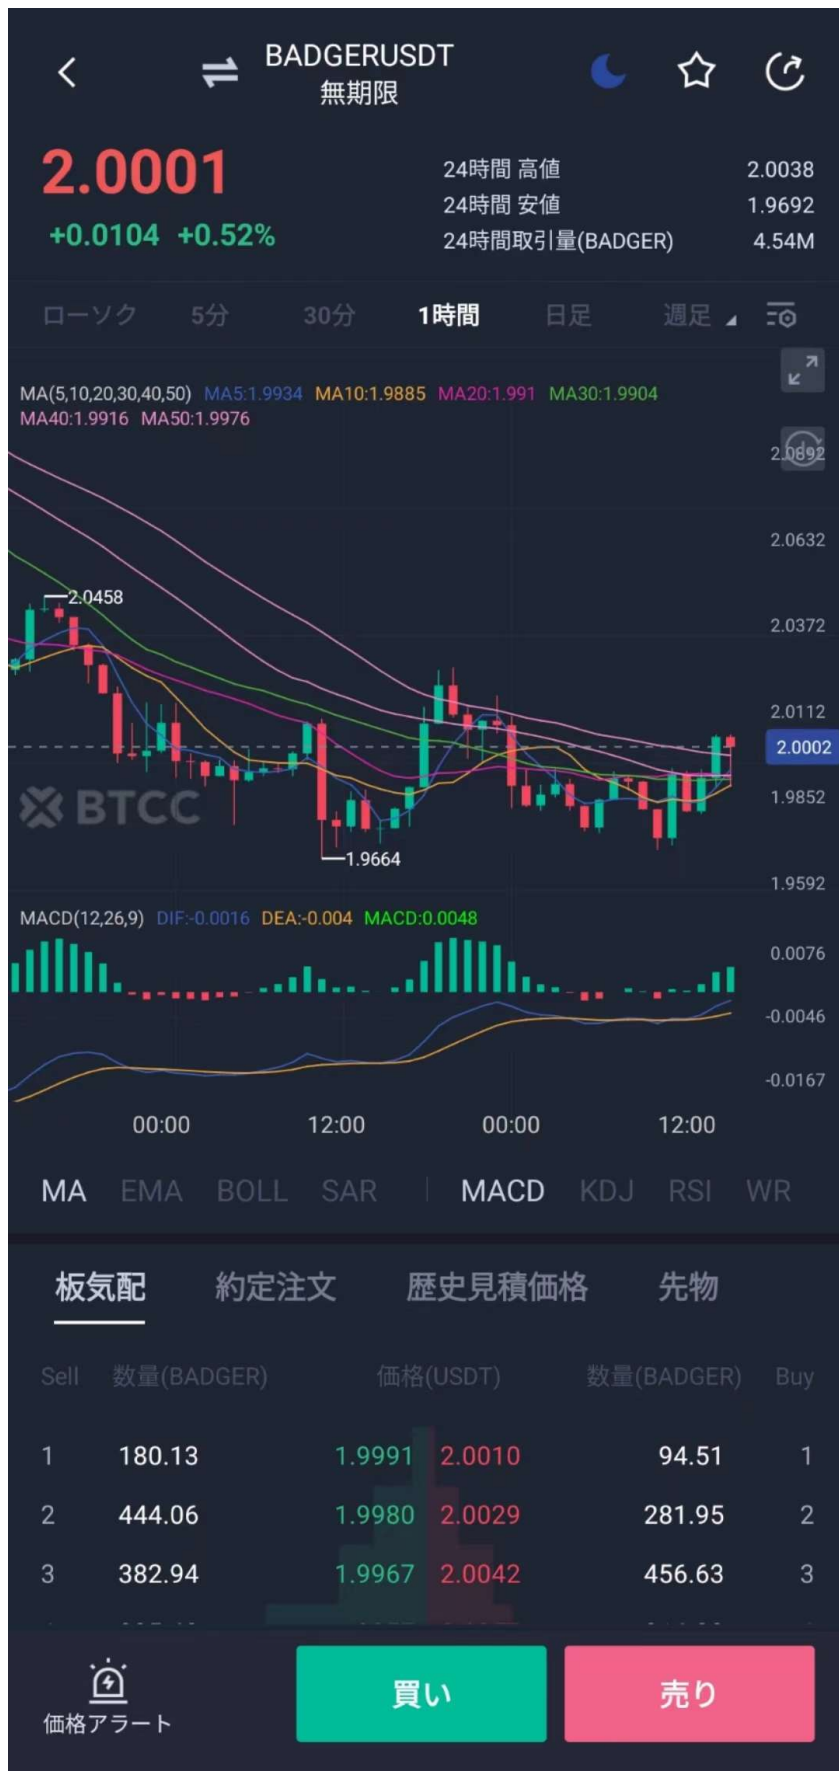 BADGERUSDT
無期限
2.0001
+0.0104 +0.52%
24時間 高値 2.0038
24時間 安値 1.9692
24時間取引量(BADGER) 4.54M
ローソク 5分 30分 1時間 日足 週足
MA(5,10,20,30,40,50) MA5:1.9934 MA10:1.9885 MA20:1.991 MA30:1.9904
MA40:1.9916 MA50:1.9976
2.0892
2.0632
2.0458
2.0372
2.0112
2.0002
1.9852
BTCC
1.9664
1.9592
MACD(12,26,9) DIF:-0.0016 DEA:-0.004 MACD:0.0048
0.0076
-0.0046
-0.0167
00:00 12:00 00:00 12:00
MA EMA BOLL SAR MACD KDJ RSI WR
板気配 約定注文 歴史見積価格 先物
Sell 数量(BADGER) 価格(USDT) 数量(BADGER) Buy
1 180.13 1.9991 2.0010 94.51 1
2 444.06 1.9980 2.0029 281.95 2
3 382.94 1.9967 2.0042 456.63 3
価格アラート
買い
売り